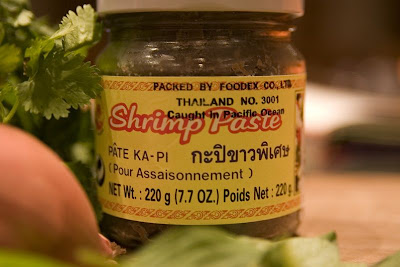 PACKED BY FOODEX CO., LTD.
THAILAND NO. 3001
Caught in Pacific Ocean
Shrimp Paste
PÂTE KA-PI กะปิขาวพิเศษ
( Pour Assaisonnement )
NET Wt. : 220 g (7.7 OZ.) Poids Net : 220 g.